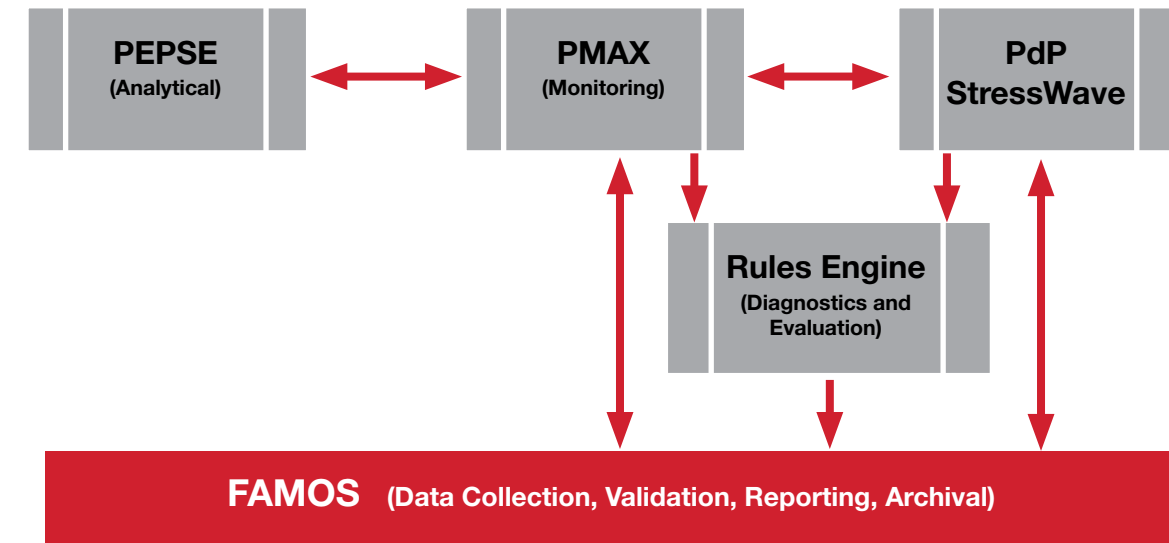 PEPSE
(Analytical)
PMAX
(Monitoring)
PdP
StressWave
Rules Engine
(Diagnostics and
Evaluation)
FAMOS (Data Collection, Validation, Reporting, Archival)